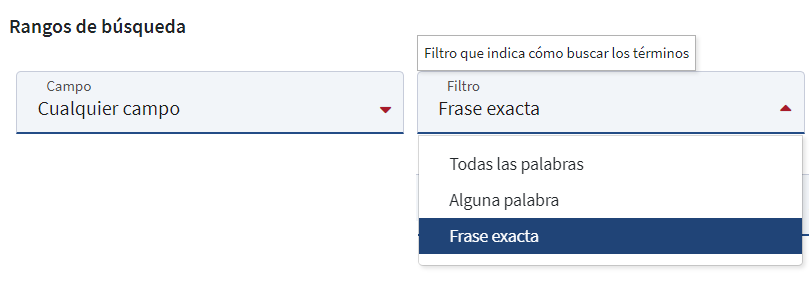 Rangos de búsqueda
Filtro que indica cómo buscar los términos
Campo
Cualquier campo
Filtro
Frase exacta
Todas las palabras
Alguna palabra
Frase exacta